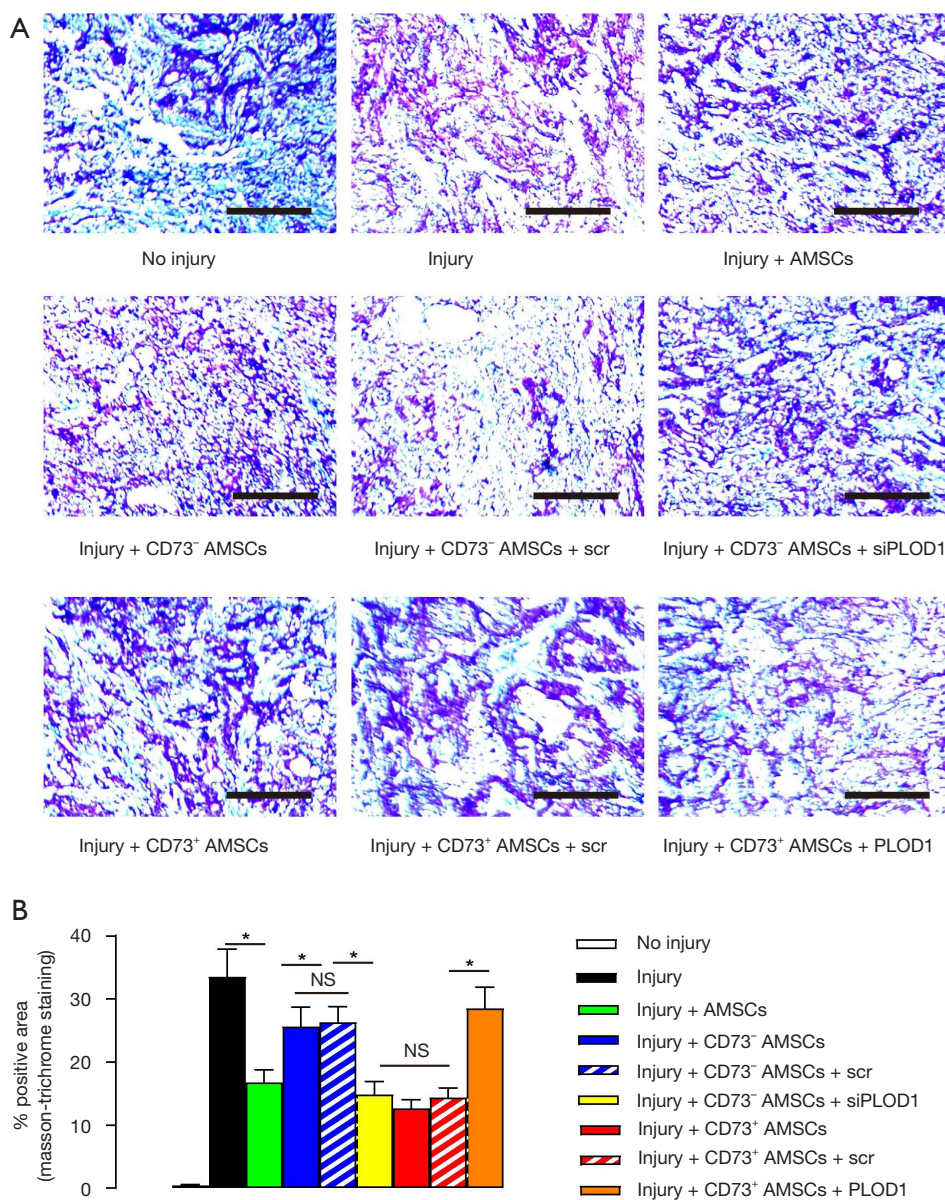 A
No injury
Injury
Injury + AMSCs
Injury + CD73⁻ AMSCs
Injury + CD73⁻ AMSCs + scr
Injury + CD73⁻ AMSCs + siPLOD1
Injury + CD73⁺ AMSCs
Injury + CD73⁺ AMSCs + scr
Injury + CD73⁺ AMSCs + PLOD1
B
% positive area
(masson-trichrome staining)
40
30
20
10
0
*
*
NS
*
NS
*
No injury
Injury
Injury + AMSCs
Injury + CD73⁻ AMSCs
Injury + CD73⁻ AMSCs + scr
Injury + CD73⁻ AMSCs + siPLOD1
Injury + CD73⁺ AMSCs
Injury + CD73⁺ AMSCs + scr
Injury + CD73⁺ AMSCs + PLOD1